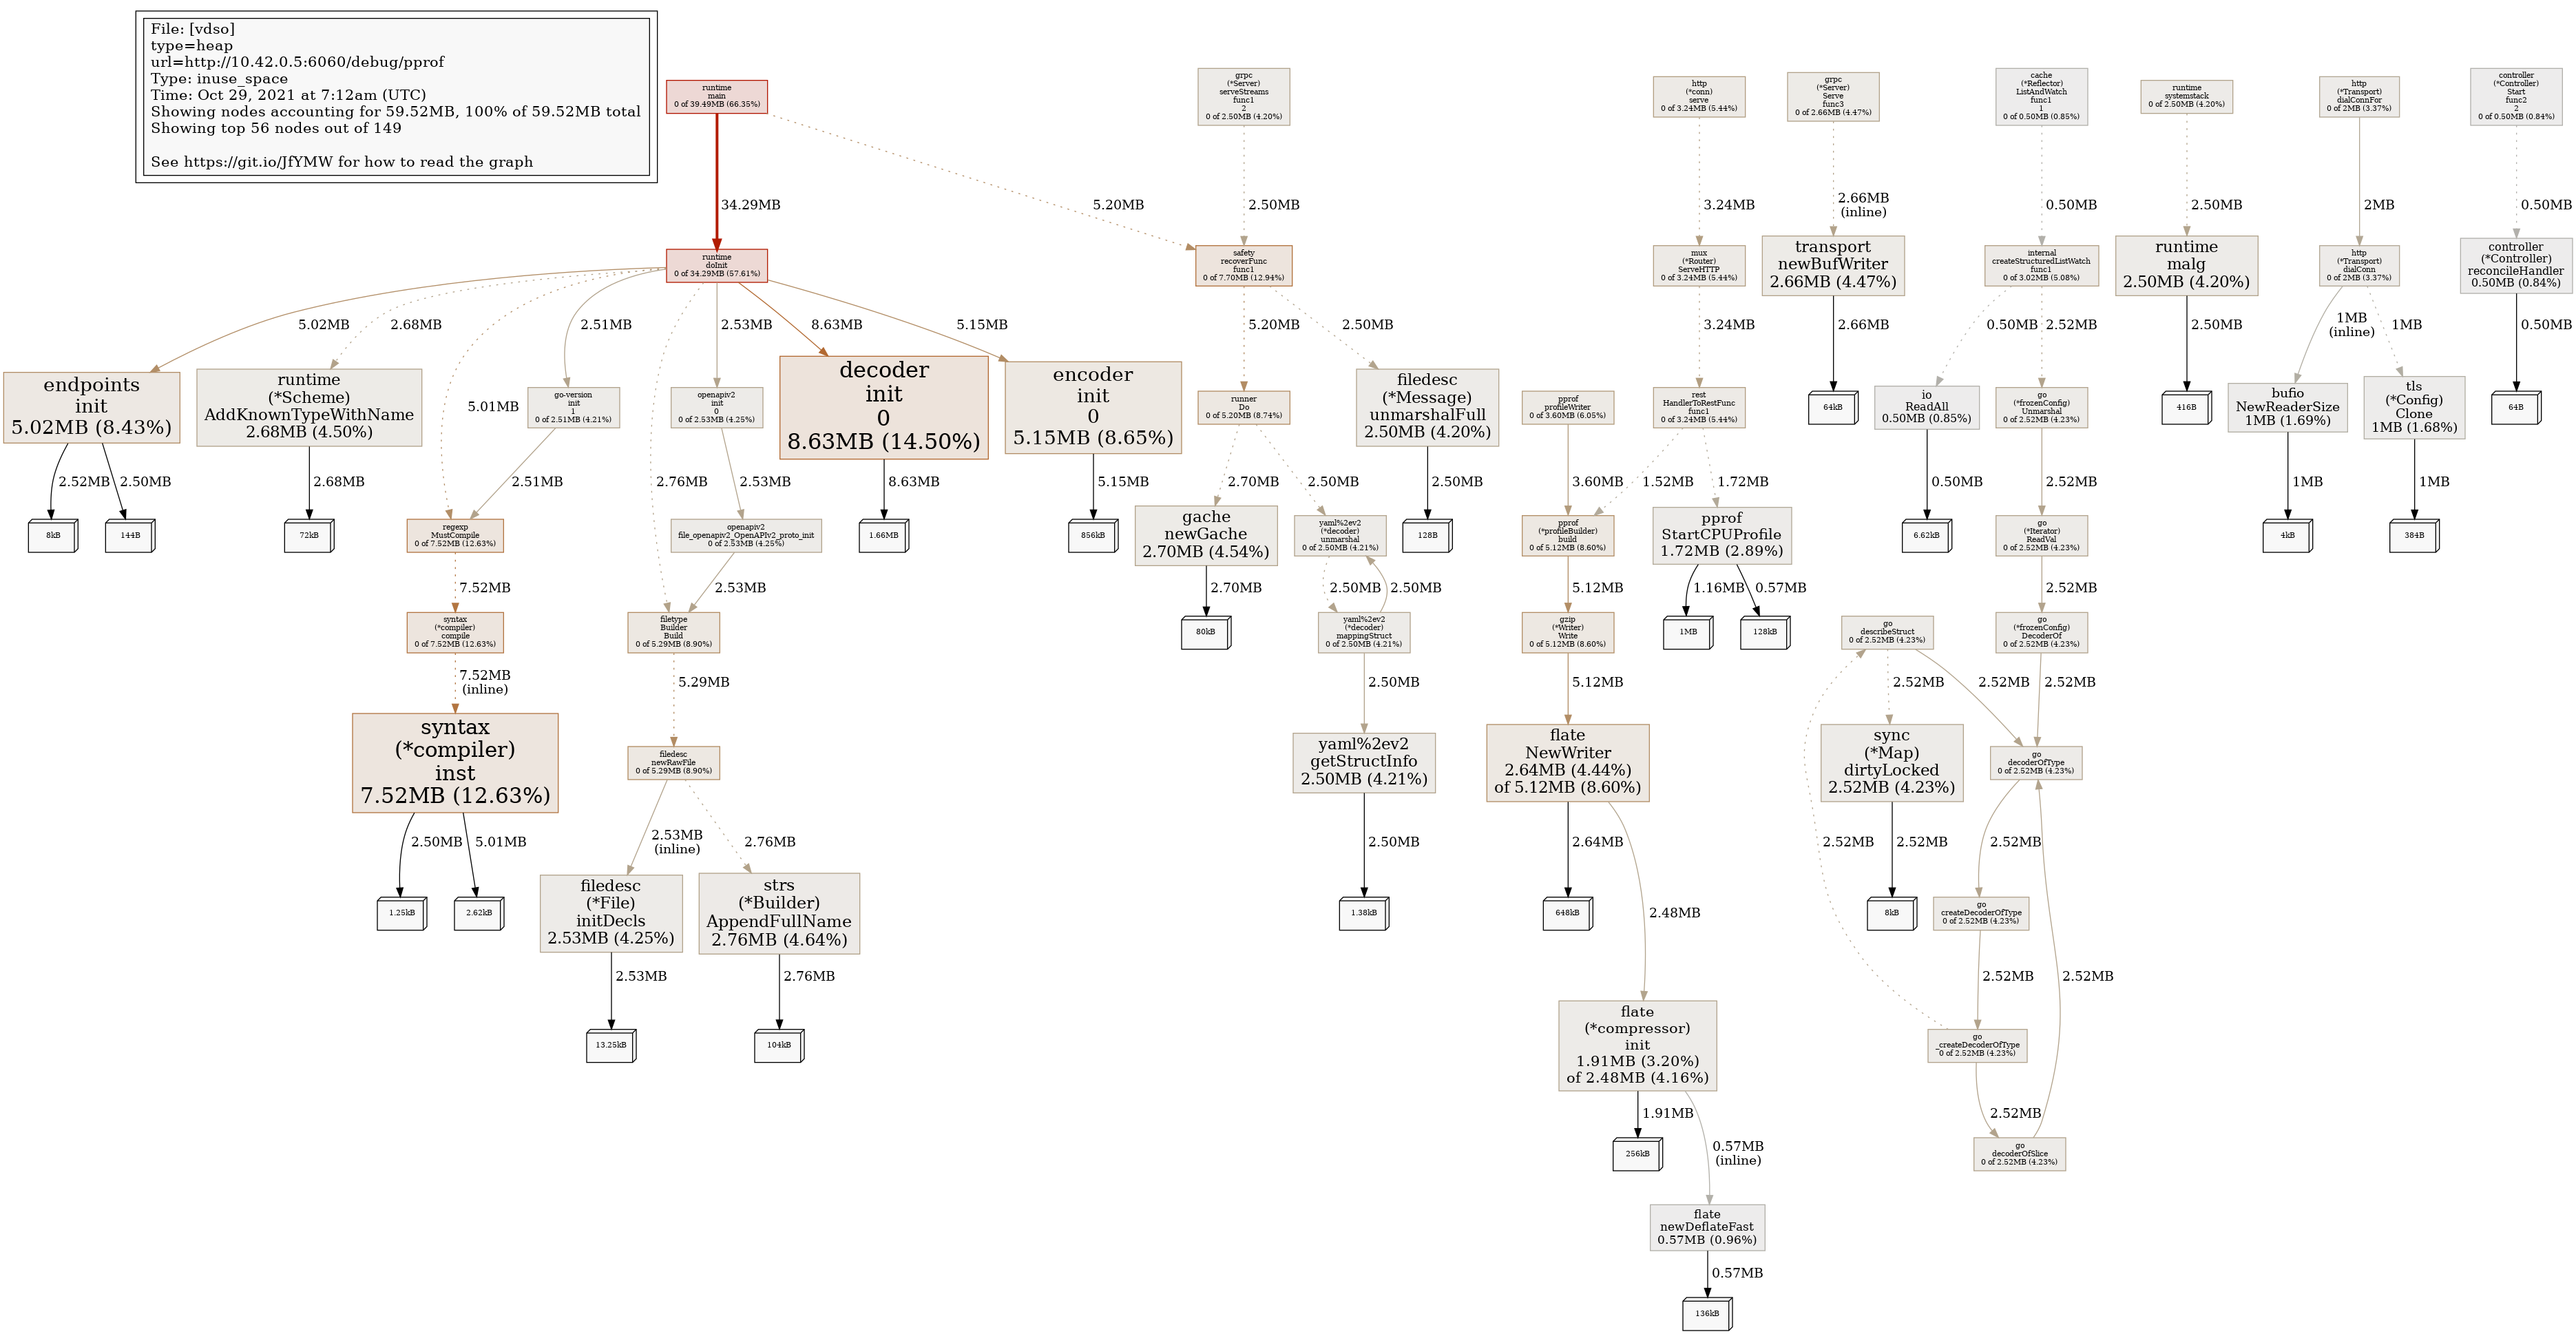 File: [vdso]
type=heap
url=http://10.42.0.5:6060/debug/pprof
Type: inuse_space
Time: Oct 29, 2021 at 7:12am (UTC)
Showing nodes accounting for 59.52MB, 100% of 59.52MB total
Showing top 56 nodes out of 149
See https://git.io/JfYMW for how to read the graph
runtime
main
0 of 39.49MB (66.35%)
grpc
(*Server)
serveStreams
func1
2
0 of 2.50MB (4.20%)
http
(*conn)
serve
0 of 3.24MB (5.44%)
grpc
(*Server)
Serve
func3
0 of 2.66MB (4.47%)
cache
(*Reflector)
ListAndWatch
func1
1
0 of 0.50MB (0.85%)
runtime
systemstack
0 of 2.50MB (4.20%)
http
(*Transport)
dialConnFor
0 of 2MB (3.37%)
controller
(*Controller)
Start
func2
2
0 of 0.50MB (0.84%)
34.29MB
5.20MB
2.50MB
3.24MB
2.66MB
(inline)
0.50MB
2.50MB
2MB
0.50MB
runtime
doInit
0 of 34.29MB (57.61%)
safety
recoverFunc
func1
0 of 7.70MB (12.94%)
mux
(*Router)
ServeHTTP
0 of 3.24MB (5.44%)
transport
newBufWriter
2.66MB (4.47%)
internal
createStructuredListWatch
func1
0 of 3.02MB (5.08%)
runtime
malg
2.50MB (4.20%)
http
(*Transport)
dialConn
0 of 2MB (3.37%)
controller
(*Controller)
reconcileHandler
0.50MB (0.84%)
5.02MB
2.68MB
5.01MB
2.51MB
2.76MB
2.53MB
8.63MB
5.15MB
5.20MB
2.50MB
3.24MB
2.66MB
0.50MB
2.52MB
2.50MB
1MB
(inline)
1MB
0.50MB
endpoints
init
5.02MB (8.43%)
runtime
(*Scheme)
AddKnownTypeWithName
2.68MB (4.50%)
go-version
init
1
0 of 2.51MB (4.21%)
openapiv2
init
0
0 of 2.53MB (4.25%)
decoder
init
0
8.63MB (14.50%)
encoder
init
0
5.15MB (8.65%)
runner
Do
0 of 5.20MB (8.74%)
filedesc
(*Message)
unmarshalFull
2.50MB (4.20%)
pprof
profileWriter
0 of 3.60MB (6.05%)
rest
HandlerToRestFunc
func1
0 of 3.24MB (5.44%)
64kB
io
ReadAll
0.50MB (0.85%)
go
(*frozenConfig)
Unmarshal
0 of 2.52MB (4.23%)
416B
bufio
NewReaderSize
1MB (1.69%)
tls
(*Config)
Clone
1MB (1.68%)
64B
2.52MB
2.50MB
2.68MB
2.51MB
2.53MB
8.63MB
5.15MB
2.70MB
2.50MB
2.50MB
3.60MB
1.52MB
1.72MB
0.50MB
2.52MB
1MB
1MB
8kB
144B
72kB
regexp
MustCompile
0 of 7.52MB (12.63%)
openapiv2
file_openapiv2_OpenAPIv2_proto_init
0 of 2.53MB (4.25%)
1.66MB
856kB
gache
newGache
2.70MB (4.54%)
yaml%2ev2
(*decoder)
unmarshal
0 of 2.50MB (4.21%)
128B
pprof
(*profileBuilder)
build
0 of 5.12MB (8.60%)
pprof
StartCPUProfile
1.72MB (2.89%)
6.62kB
go
(*Iterator)
ReadVal
0 of 2.52MB (4.23%)
4kB
384B
7.52MB
2.53MB
2.70MB
2.50MB
2.50MB
5.12MB
1.16MB
0.57MB
2.52MB
syntax
(*compiler)
compile
0 of 7.52MB (12.63%)
filetype
Builder
Build
0 of 5.29MB (8.90%)
80kB
yaml%2ev2
(*decoder)
mappingStruct
0 of 2.50MB (4.21%)
gzip
(*Writer)
Write
0 of 5.12MB (8.60%)
1MB
128kB
go
describeStruct
0 of 2.52MB (4.23%)
go
(*frozenConfig)
DecoderOf
0 of 2.52MB (4.23%)
7.52MB
(inline)
5.29MB
2.50MB
5.12MB
2.52MB
2.52MB
2.52MB
syntax
(*compiler)
inst
7.52MB (12.63%)
filedesc
newRawFile
0 of 5.29MB (8.90%)
yaml%2ev2
getStructInfo
2.50MB (4.21%)
flate
NewWriter
2.64MB (4.44%)
of 5.12MB (8.60%)
sync
(*Map)
dirtyLocked
2.52MB (4.23%)
go
decoderOfType
0 of 2.52MB (4.23%)
2.50MB
5.01MB
2.53MB
(inline)
2.76MB
2.50MB
2.64MB
2.48MB
2.52MB
2.52MB
2.52MB
1.25kB
2.62kB
filedesc
(*File)
initDecls
2.53MB (4.25%)
strs
(*Builder)
AppendFullName
2.76MB (4.64%)
1.38kB
648kB
8kB
go
createDecoderOfType
0 of 2.52MB (4.23%)
2.53MB
2.76MB
2.52MB
2.52MB
13.25kB
104kB
flate
(*compressor)
init
1.91MB (3.20%)
of 2.48MB (4.16%)
go
_createDecoderOfType
0 of 2.52MB (4.23%)
1.91MB
0.57MB
(inline)
2.52MB
256kB
go
decoderOfSlice
0 of 2.52MB (4.23%)
flate
newDeflateFast
0.57MB (0.96%)
0.57MB
136kB